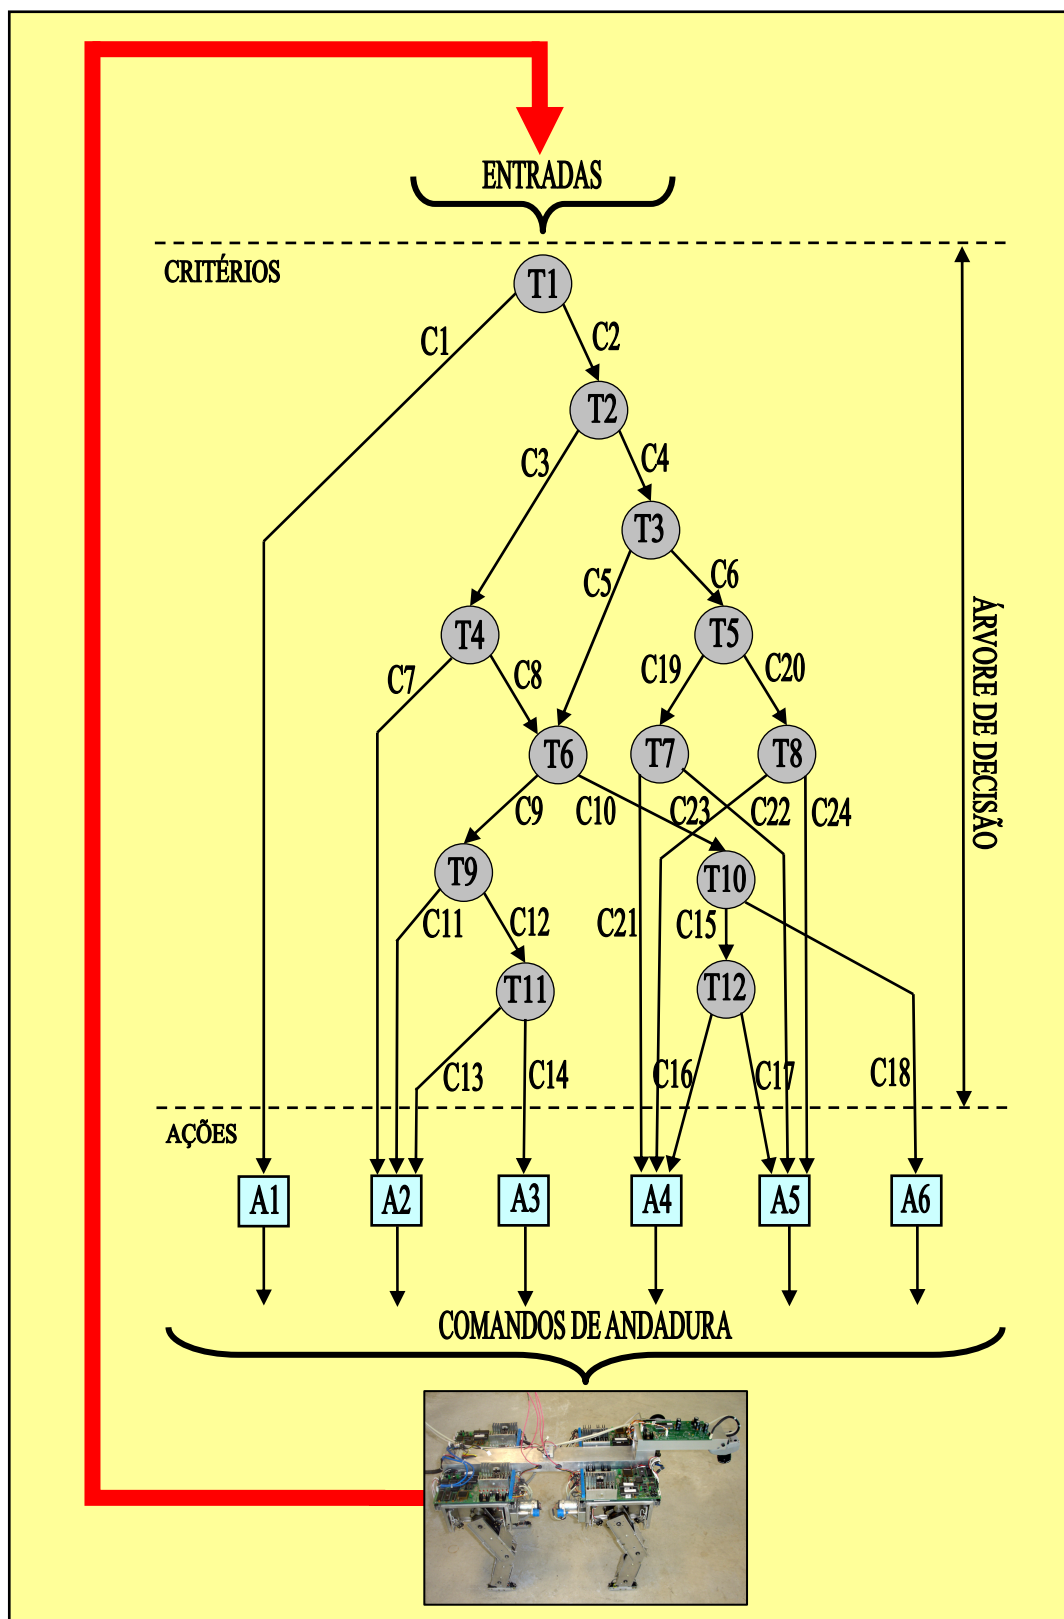 ENTRADAS
CRITÉRIOS
T1
C1
C2
T2
C3
C4
T3
C5
C6
ÁRVORE DE DECISÃO
T4
T5
C7
C8
C19
C20
T6
T7
T8
C9
C10
C23
C22
C24
T9
T10
C11
C12
C21
C15
T11
T12
C13
C14
C16
C17
C18
AÇÕES
A1
A2
A3
A4
A5
A6
COMANDOS DE ANDADURA